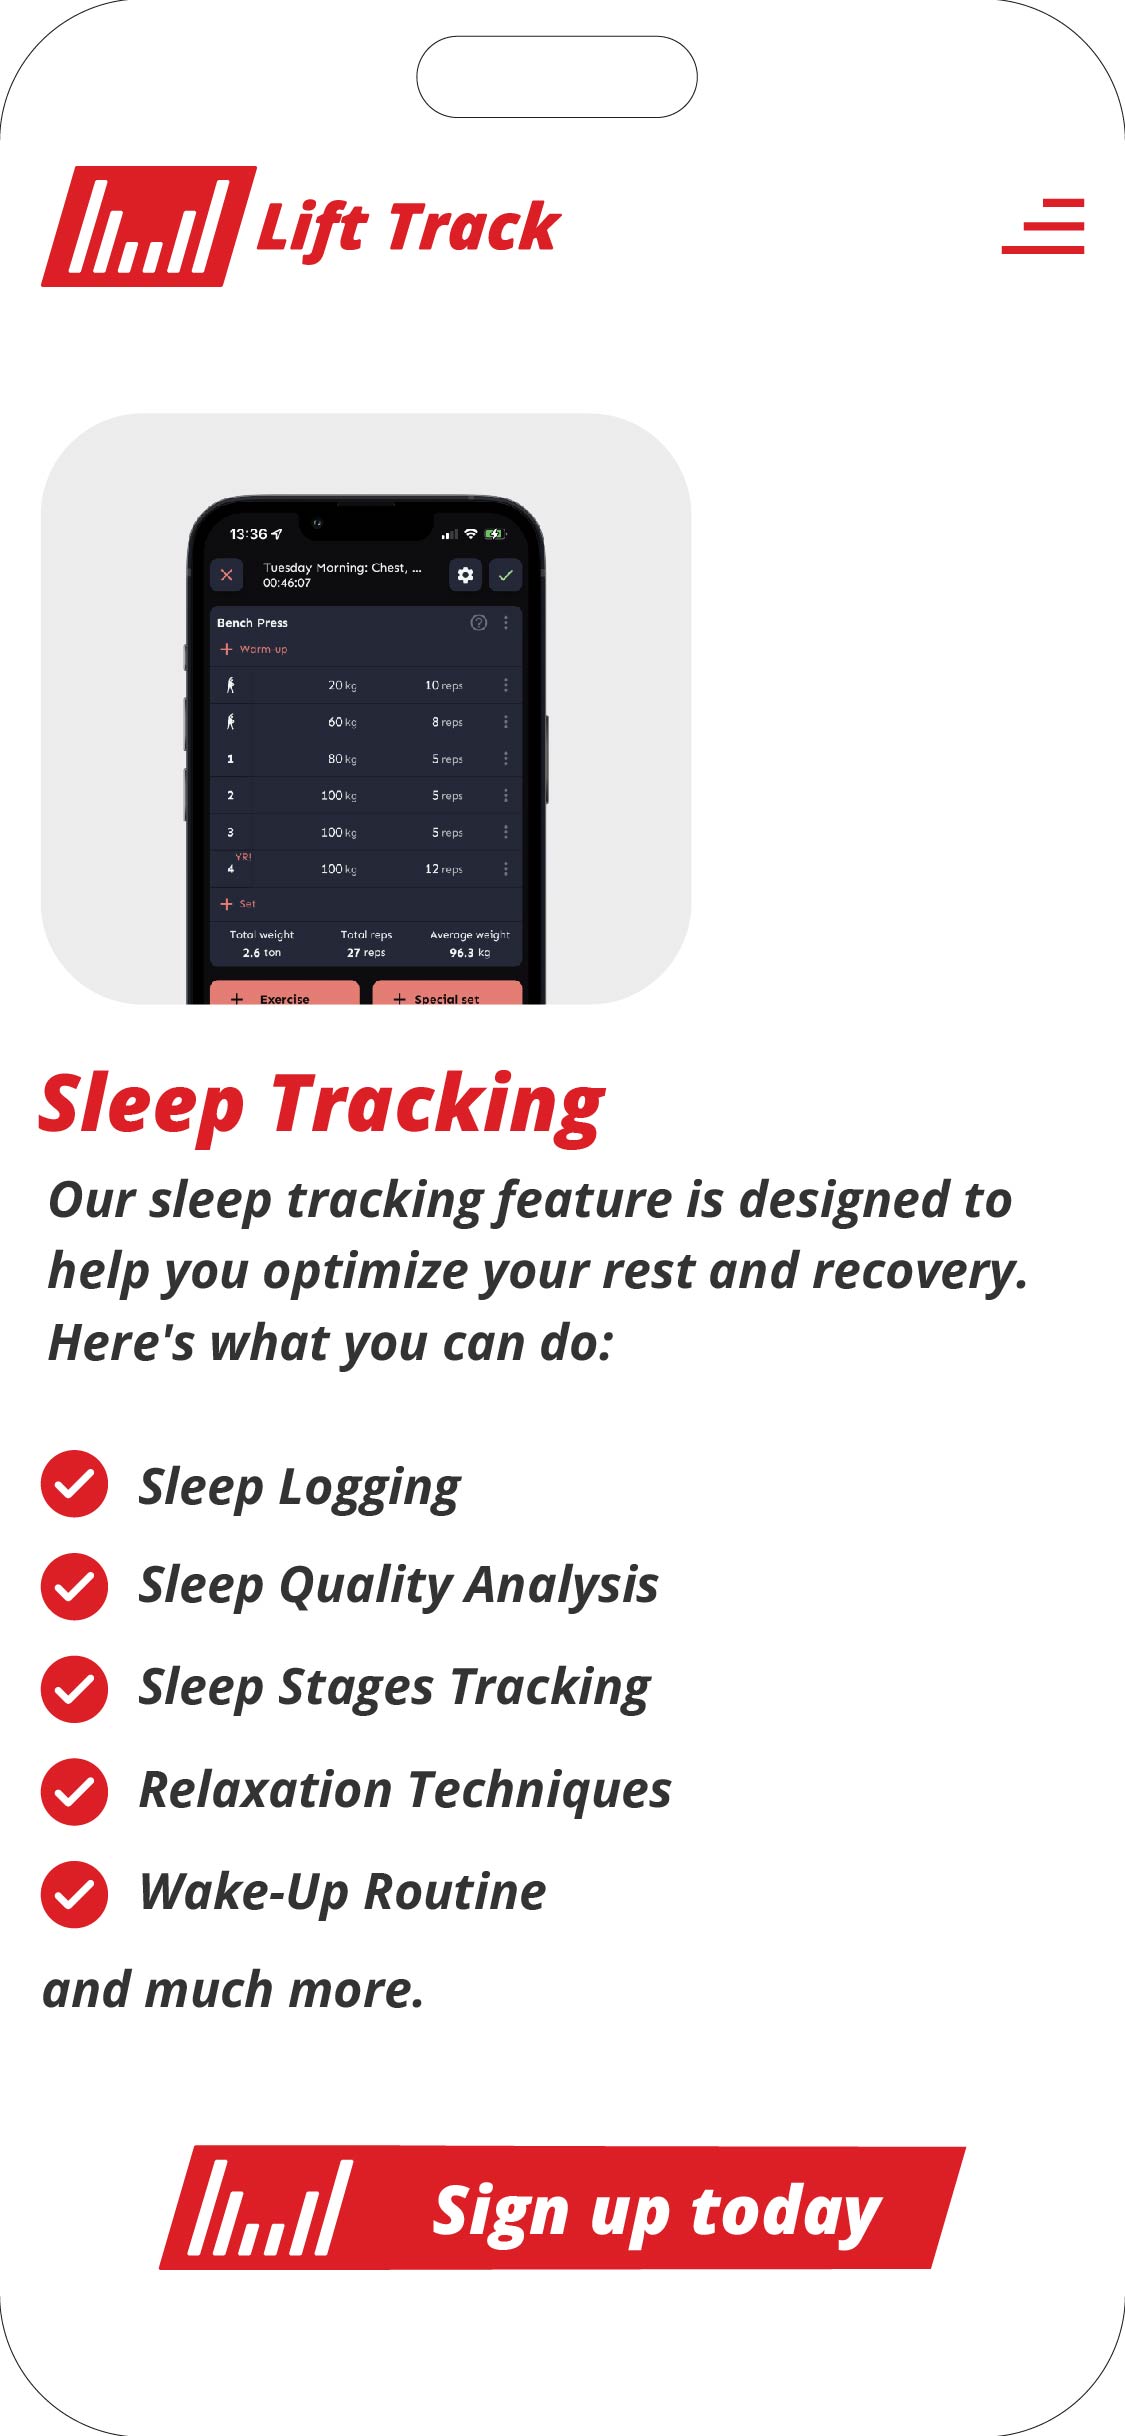 Lift Track
13:36
Tuesday Morning: Chest, ...
00:46:07
Bench Press
+ Warm-up
20 kg 10 reps
60 kg 8 reps
1 80 kg 5 reps
2 100 kg 5 reps
3 100 kg 5 reps
YR!
4 100 kg 12 reps
+ Set
Total weight Total reps Average weight
2.6 ton 27 reps 96.3 kg
+ Exercise + Special set
Sleep Tracking
Our sleep tracking feature is designed to
help you optimize your rest and recovery.
Here's what you can do:
Sleep Logging
Sleep Quality Analysis
Sleep Stages Tracking
Relaxation Techniques
Wake-Up Routine
and much more.
Sign up today